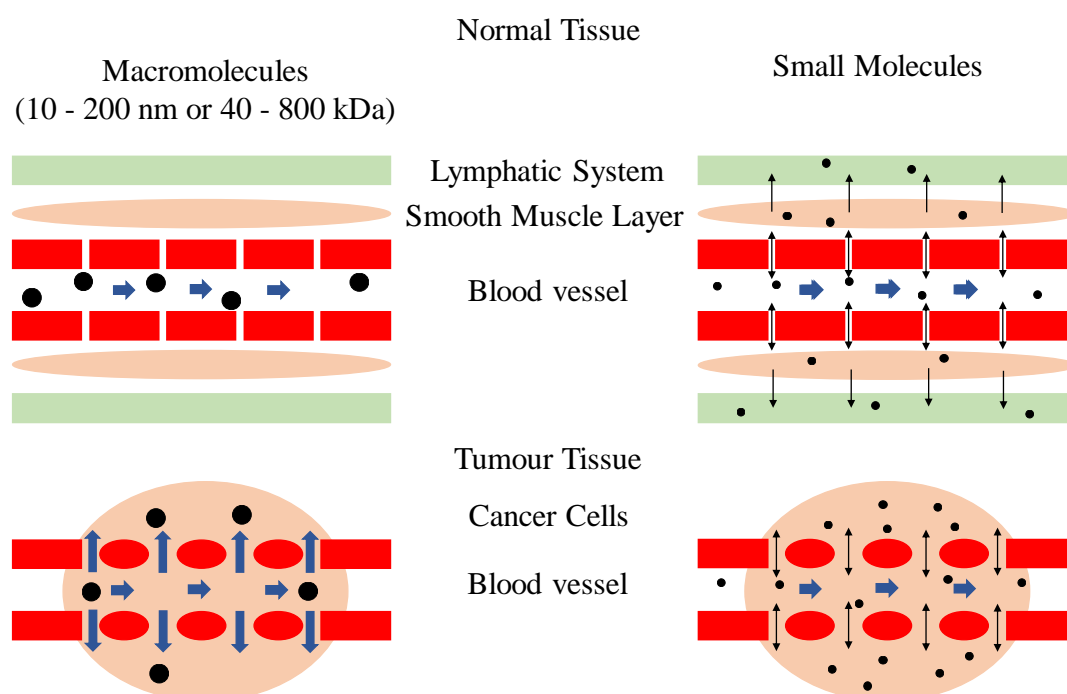 Normal Tissue
Macromolecules
(10 - 200 nm or 40 - 800 kDa)
Small Molecules
Lymphatic System
Smooth Muscle Layer
Blood vessel
Tumour Tissue
Cancer Cells
Blood vessel